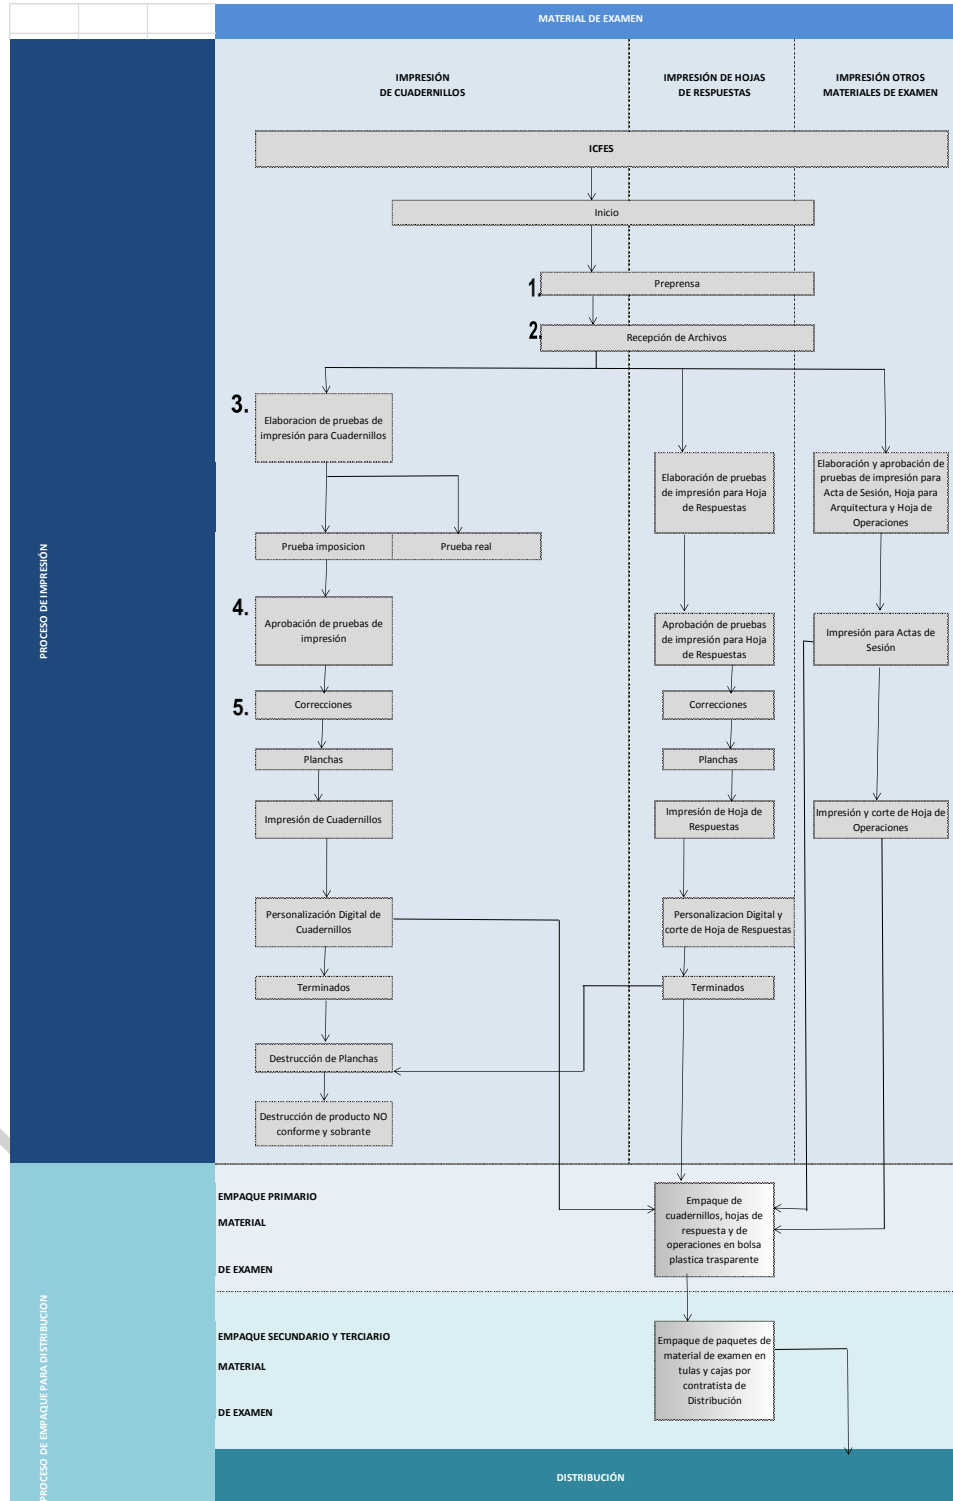 MATERIAL DE EXAMEN
IMPRESIÓN
DE CUADERNILLOS
IMPRESIÓN DE HOJAS
DE RESPUESTAS
IMPRESIÓN OTROS
MATERIALES DE EXAMEN
ICFES
Inicio
1.
Preprensa
2.
Recepción de Archivos
3.
Elaboracion de pruebas de
impresión para Cuadernillos
Elaboración de pruebas
de impresión para Hoja
de Respuestas
Elaboración y aprobación de
pruebas de impresión para
Acta de Sesión, Hoja para
Arquitectura y Hoja de
Operaciones
Prueba imposicion
Prueba real
PROCESO DE IMPRESIÓN
4.
Aprobación de pruebas de
impresión
Aprobación de pruebas
de impresión para Hoja
de Respuestas
Impresión para Actas de
Sesión
5.
Correcciones
Correcciones
Planchas
Planchas
Impresión de Cuadernillos
Impresión de Hoja de
Respuestas
Impresión y corte de Hoja de
Operaciones
Personalización Digital de
Cuadernillos
Personalizacion Digital y
corte de Hoja de Respuestas
Terminados
Terminados
Destrucción de Planchas
Destrucción de producto NO
conforme y sobrante
PROCESO DE EMPAQUE PARA DISTRIBUCION
EMPAQUE PRIMARIO
MATERIAL
DE EXAMEN
Empaque de
cuadernillos, hojas de
respuesta y de
operaciones en bolsa
plastica trasparente
EMPAQUE SECUNDARIO Y TERCIARIO
MATERIAL
DE EXAMEN
Empaque de paquetes de
material de examen en
tulas y cajas por
contratista de
Distribución
DISTRIBUCIÓN